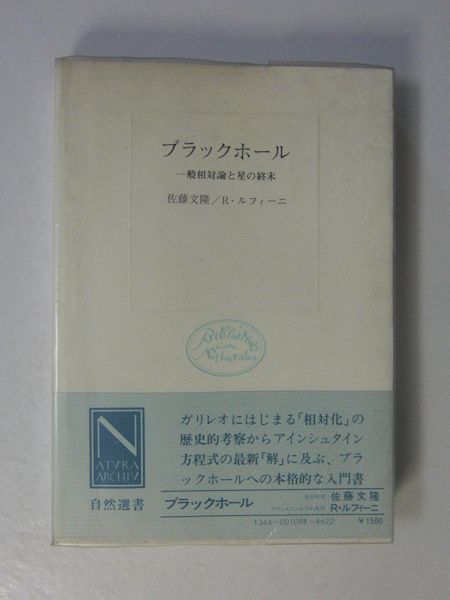 ブラックホール
一般相対論と星の終末
佐藤文隆/R・ルフィーニ
N
ATVRA
ARCHIV
自然選書
ガリレオにはじまる「相対化」の
歴史的考察からアインシュタイン
方程式の最新「解」に及ぶ、ブラ
ックホールへの本格的な入門書
ブラックホール
佐藤文隆
R・ルフィーニ
1344-001088-4622
¥1500